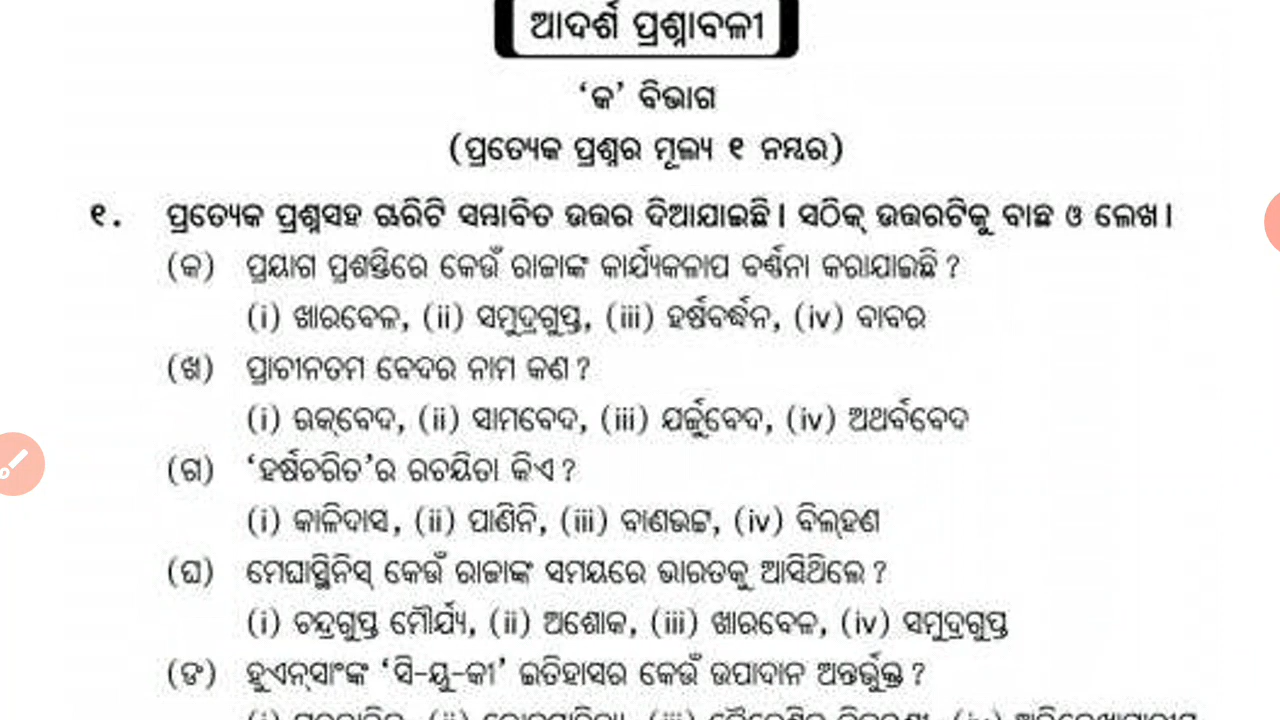 ଆଦର୍ଶ ପ୍ରଶ୍ନାବଳୀ
‘କ’ ବିଭାଗ
(ପ୍ରତ୍ୟେକ ପ୍ରଶ୍ନର ମୂଲ୍ୟ ୧ ନମ୍ବର)
୧. ପ୍ରତ୍ୟେକ ପ୍ରଶ୍ନସହ ଋରିଟି ସମ୍ଭାବିତ ଉତ୍ତର ଦିଆଯାଇଛି। ସଠିକ୍ ଉତ୍ତରଟିକୁ ବାଛ ଓ ଲେଖ।
(କ) ପ୍ରୟାଗ ପ୍ରଶସ୍ତିରେ କେଉଁ ରାଜାଙ୍କ କାର୍ଯ୍ୟକଳାପ ବର୍ଣ୍ଣନା କରାଯାଇଛି ?
(i) ଖାରବେଳ, (ii) ସମୁଦ୍ରଗୁପ୍ତ, (iii) ହର୍ଷବର୍ଦ୍ଧନ, (iv) ବାବର
(ଖ) ପ୍ରାଚୀନତମ ବେଦର ନାମ କଣ ?
(i) ଋକ୍‌ବେଦ, (ii) ସାମବେଦ, (iii) ଯର୍ଜୁବେଦ, (iv) ଅଥର୍ବବେଦ
(ଗ) ‘ହର୍ଷଚରିତ’ର ରଚୟିତା କିଏ ?
(i) କାଳିଦାସ, (ii) ପାଣିନି, (iii) ବାଣଭଟ୍ଟ, (iv) ବିଲ୍‌ହଣ
(ଘ) ମେଘାସ୍ଥିନିସ୍ କେଉଁ ରାଜାଙ୍କ ସମୟରେ ଭାରତକୁ ଆସିଥିଲେ ?
(i) ଚନ୍ଦ୍ରଗୁପ୍ତ ମୌର୍ଯ୍ୟ, (ii) ଅଶୋକ, (iii) ଖାରବେଳ, (iv) ସମୁଦ୍ରଗୁପ୍ତ
(ଙ) ହୁଏନ୍‌ସାଂଙ୍କ ‘ସି-ୟୁ-କୀ’ ଇତିହାସର କେଉଁ ଉପାଦାନ ଅନ୍ତର୍ଭୁକ୍ତ ?